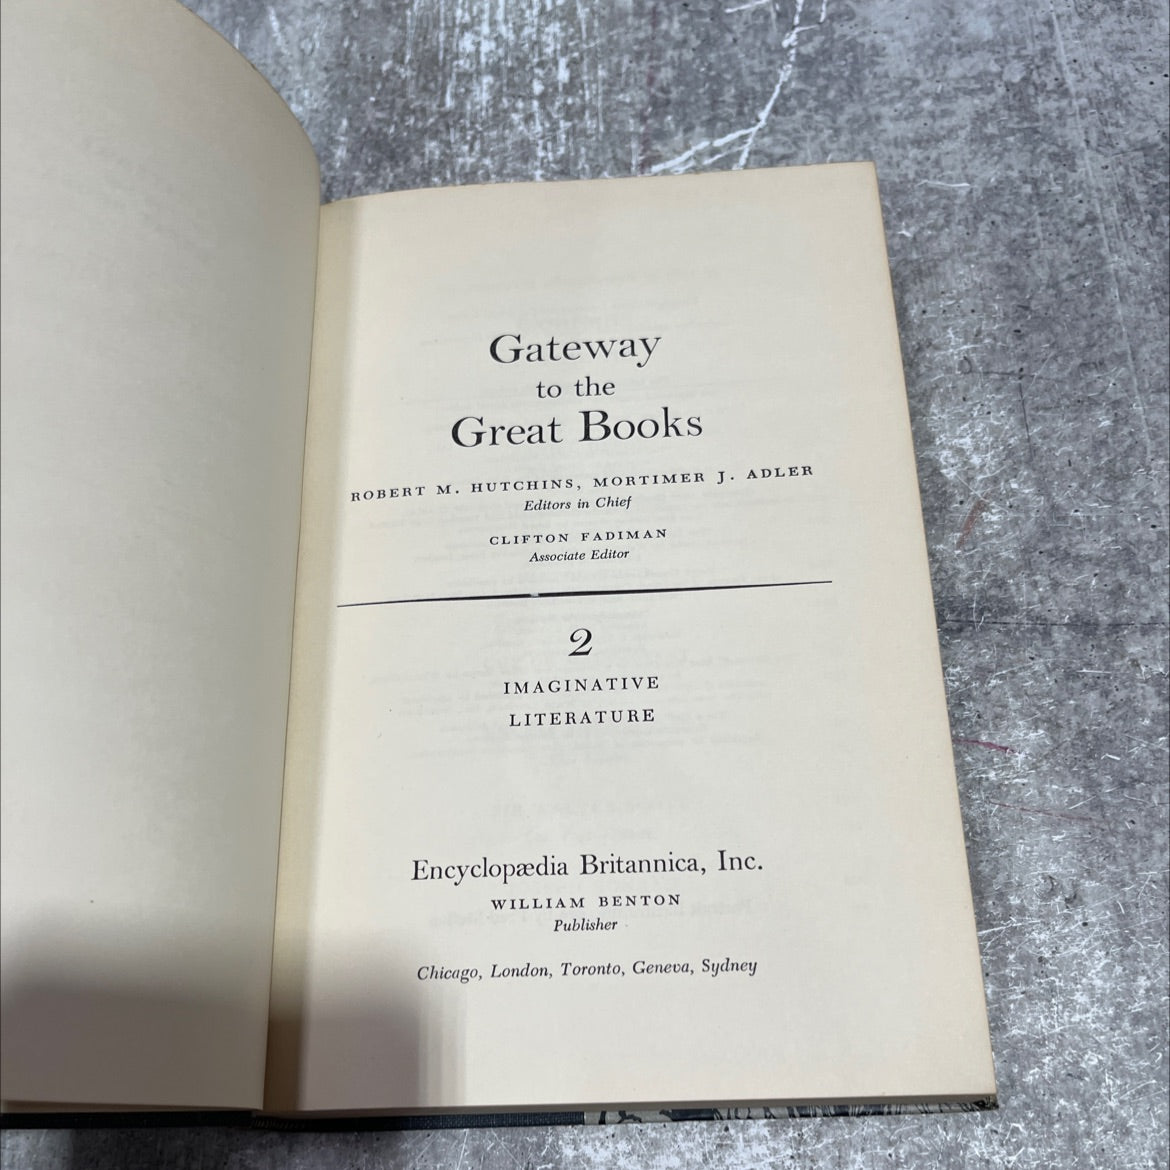 Gateway
to the
Great Books
ROBERT M. HUTCHINS, MORTIMER J. ADLER
Editors in Chief
CLIFTON FADIMAN
Associate Editor
2
IMAGINATIVE
LITERATURE
Encyclopædia Britannica, Inc.
WILLIAM BENTON
Publisher
Chicago, London, Toronto, Geneva, Sydney